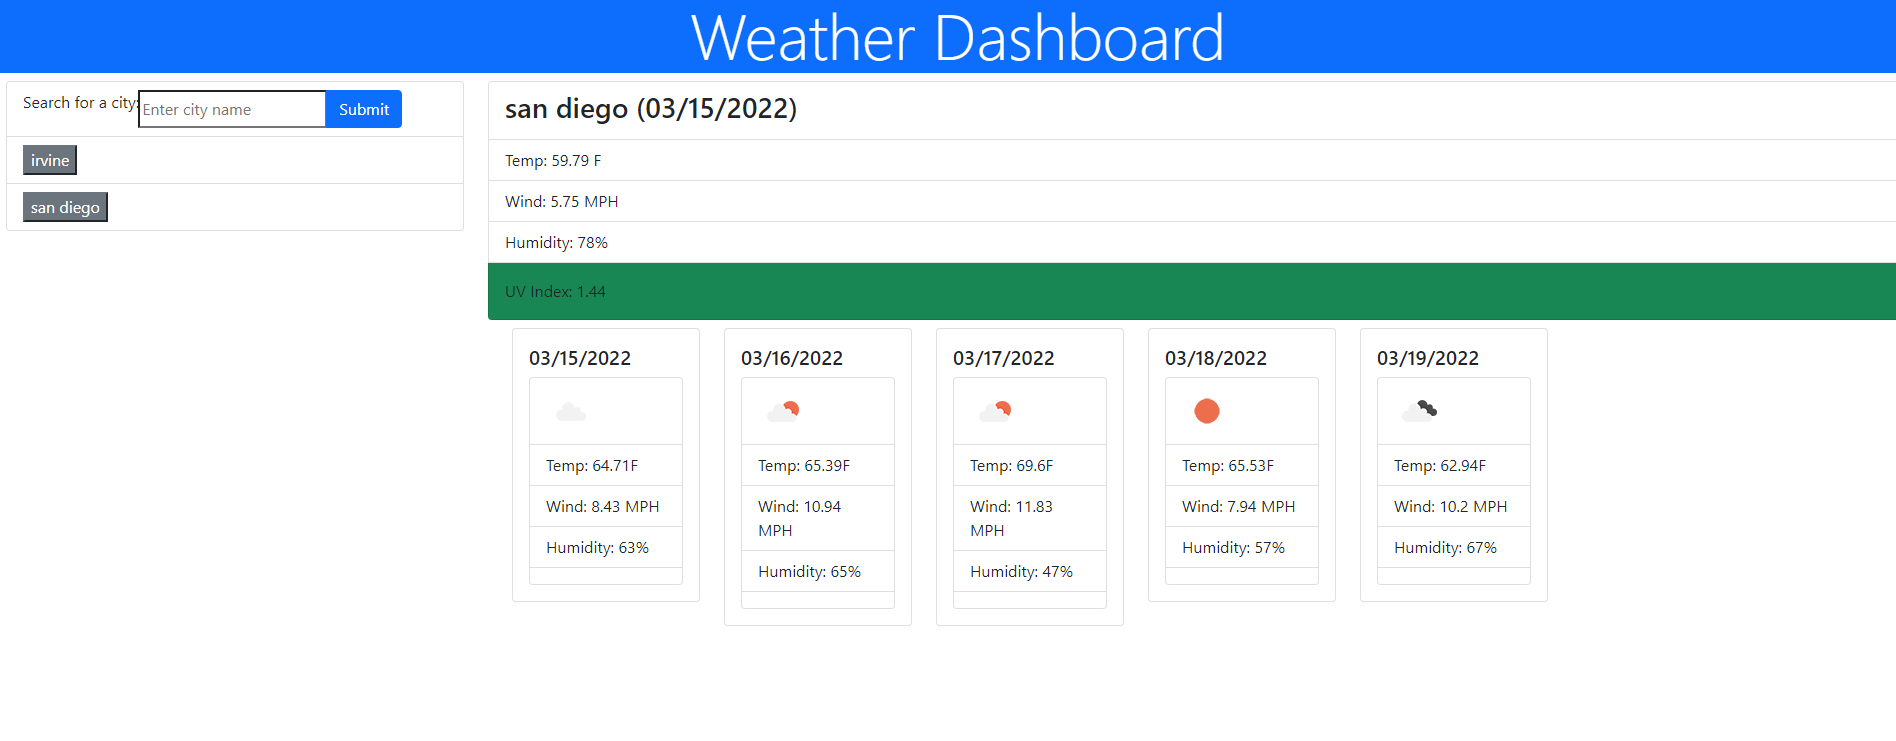 Weather Dashboard
Search for a city:
Enter city name
Submit
irvine
san diego
san diego (03/15/2022)
Temp: 59.79 F
Wind: 5.75 MPH
Humidity: 78%
UV Index: 1.44
03/15/2022
Temp: 64.71F
Wind: 8.43 MPH
Humidity: 63%
03/16/2022
Temp: 65.39F
Wind: 10.94
MPH
Humidity: 65%
03/17/2022
Temp: 69.6F
Wind: 11.83
MPH
Humidity: 47%
03/18/2022
Temp: 65.53F
Wind: 7.94 MPH
Humidity: 57%
03/19/2022
Temp: 62.94F
Wind: 10.2 MPH
Humidity: 67%